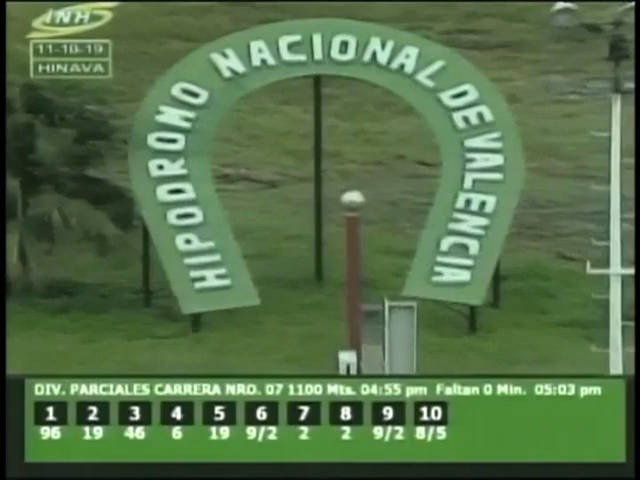 INH
11-10-19
HINAVA
HIPODROMO NACIONAL DE VALENCIA
DIV. PARCIALES CARRERA NRO. 07 1100 Mts. 04:55 pm Faltan 0 Min. 05:03 pm
1 2 3 4 5 6 7 8 9 10
96 19 46 6 19 9/2 2 2 9/2 8/5